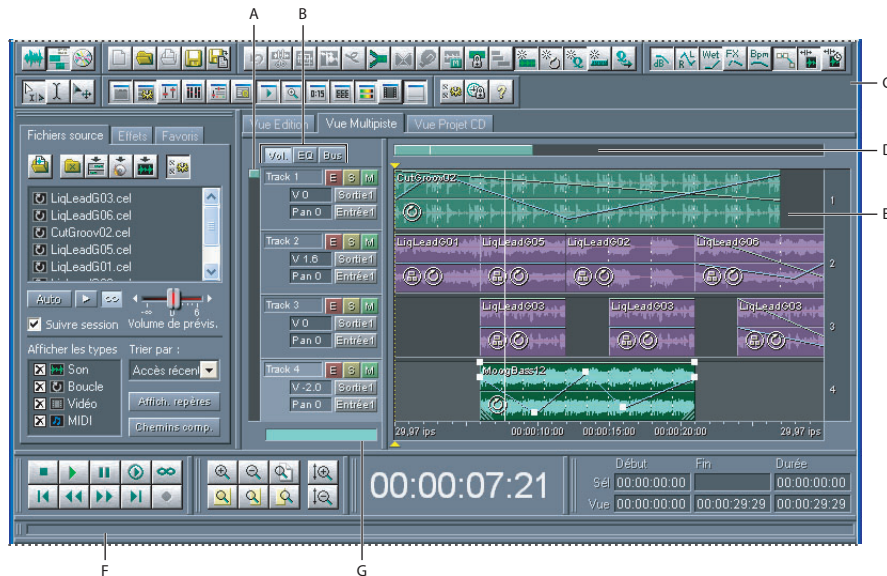 A
B
dB
L
R
Wet
FX
Bpm
C
0:15
?
Fichiers source
Effets
Favoris
Vue Edition
Vue Multipiste
Vue Projet CD
D
Vol.
EQ
Bus
LiqLeadG03.cel
LiqLeadG06.cel
CutGroov02.cel
LiqLeadG05.cel
LiqLeadG01.cel
Auto
-∞
0
6
Suivre session
Volume de prévis.
Afficher les types
Trier par :
Son
Boucle
Vidéo
MIDI
Accès récent
Affich. repères
Chemins comp.
Track 1
E
S
M
V 0
Sortie1
Pan 0
Entrée1
Track 2
E
S
M
V 1.6
Sortie1
Pan 0
Entrée1
Track 3
E
S
M
V 0
Sortie1
Pan 0
Entrée1
Track 4
E
S
M
V -2.0
Sortie1
Pan 0
Entrée1
CutGroov02
1
E
LiqLeadG01
LiqLeadG05
LiqLeadG02
LiqLeadG06
2
LiqLeadG03
LiqLeadG03
LiqLeadG03
3
MoogBass12
4
29,97 ips
00:00:10:00
00:00:15:00
00:00:20:00
29,97 ips
00:00:07:21
Début
Fin
Durée
Sél
00:00:00:00
00:00:00:00
Vue
00:00:00:00
00:00:29:29
00:00:29:29
F
G